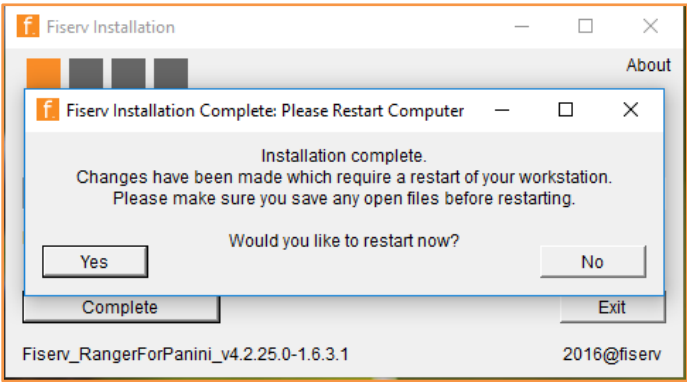 f. Fiserv Installation
About
f. Fiserv Installation Complete: Please Restart Computer
Installation complete.
Changes have been made which require a restart of your workstation.
Please make sure you save any open files before restarting.
Would you like to restart now?
Yes
No
Complete
Exit
Fiserv_RangerForPanini_v4.2.25.0-1.6.3.1
2016@fiserv